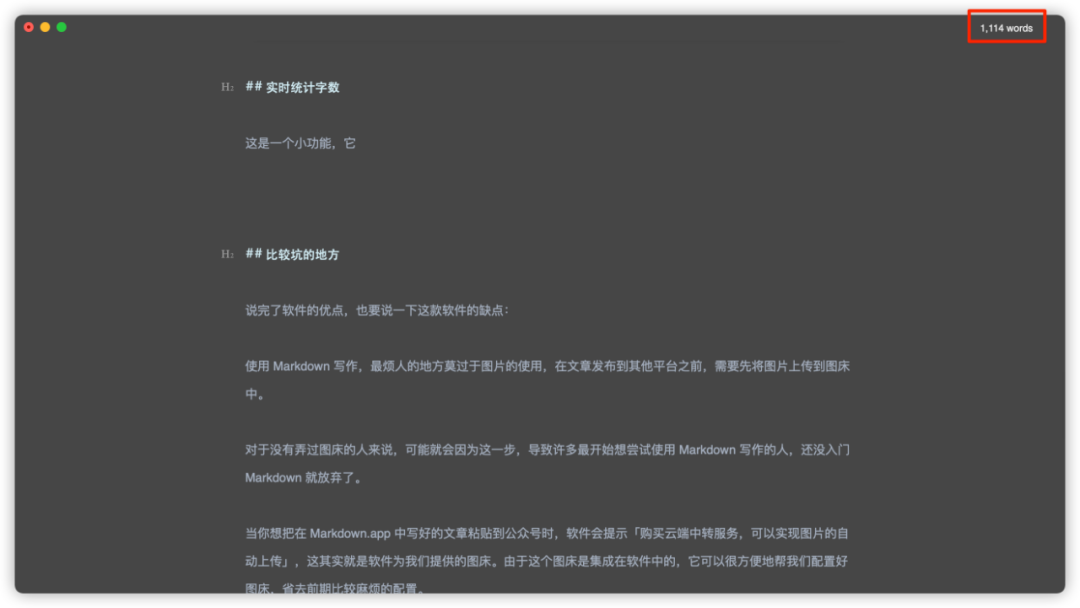 1,114 words
H₂ ## 实时统计字数
这是一个小功能，它
H₂ ## 比较坑的地方
说完了软件的优点，也要说一下这款软件的缺点：
使用 Markdown 写作，最烦人的地方莫过于图片的使用，在文章发布到其他平台之前，需要先将图片上传到图床
中。
对于没有弄过图床的人来说，可能就会因为这一步，导致许多最开始想尝试使用 Markdown 写作的人，还没入门
Markdown 就放弃了。
当你想把在 Markdown.app 中写好的文章粘贴到公众号时，软件会提示「购买云端中转服务，可以实现图片的自
动上传」，这其实就是软件为我们提供的图床。由于这个图床是集成在软件中的，它可以很方便地帮我们配置好
图床，省去前期比较麻烦的配置。